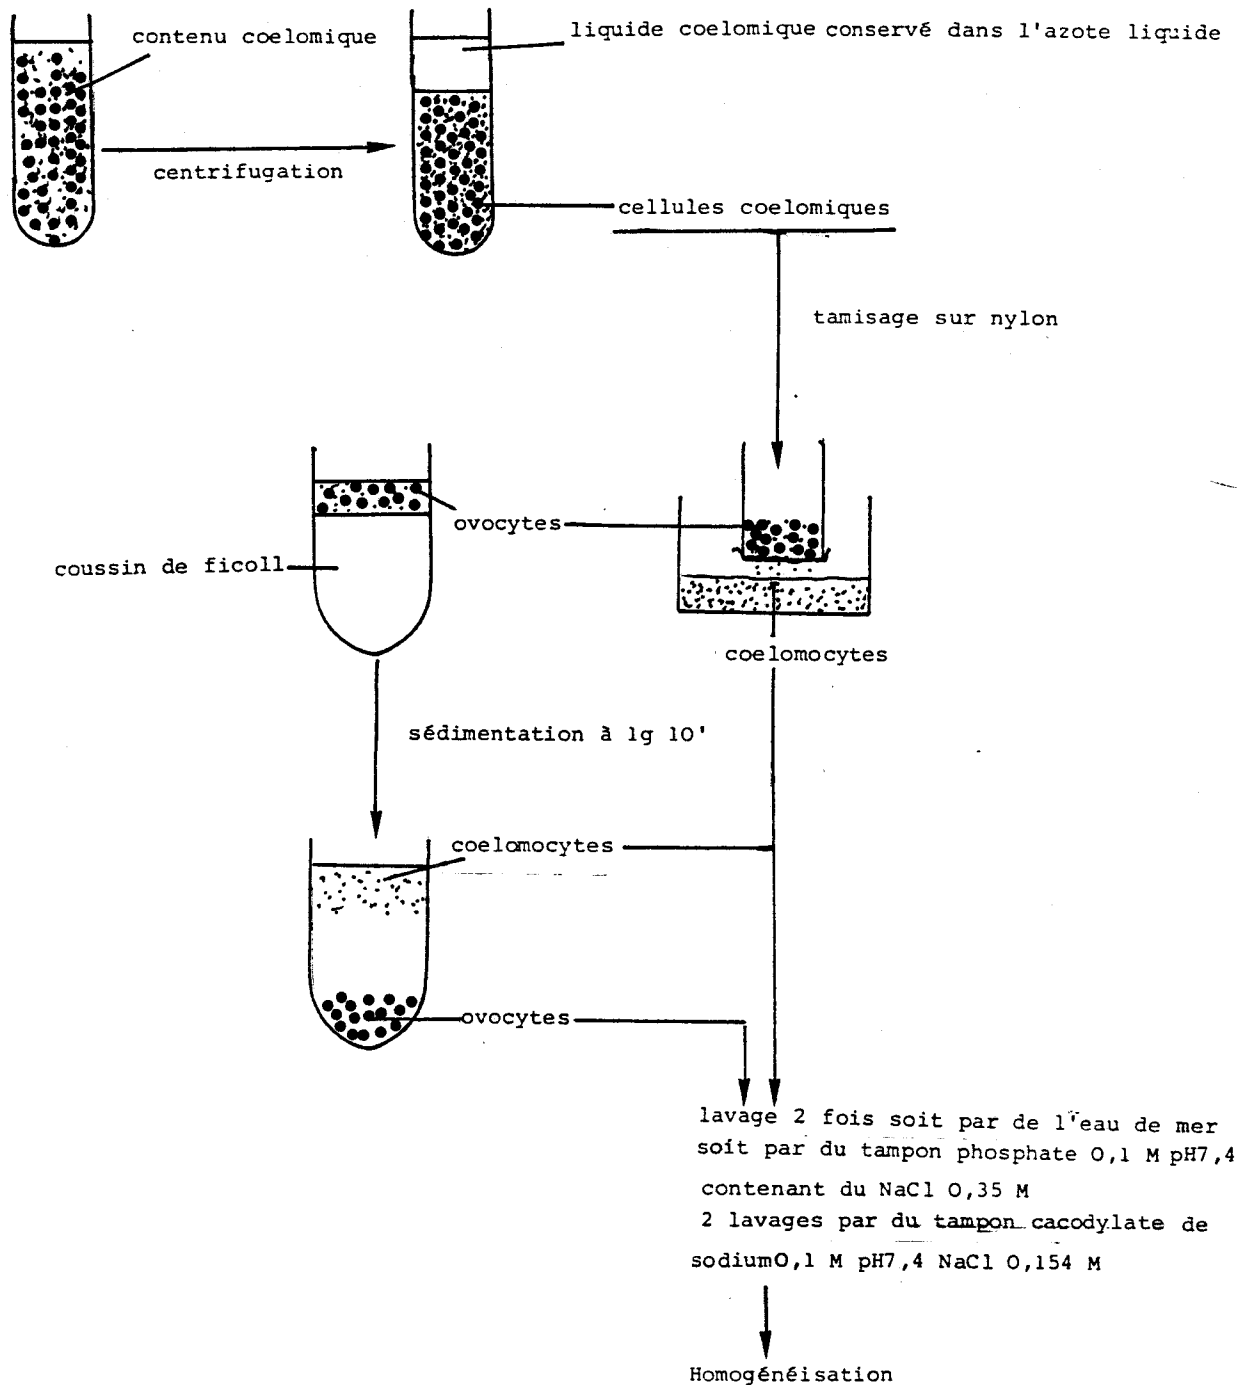 contenu coelomique
liquide coelomique conservé dans l'azote liquide
centrifugation
cellules coelomiques
tamisage sur nylon
ovocytes
coussin de ficoll
coelomocytes
sédimentation à 1g 10'
coelomocytes
ovocytes
lavage 2 fois soit par de l'eau de mer
soit par du tampon phosphate 0,1 M pH7,4
contenant du NaCl 0,35 M
2 lavages par du tampon cacodylate de
sodium0,1 M pH7,4 NaCl 0,154 M
Homogénéisation